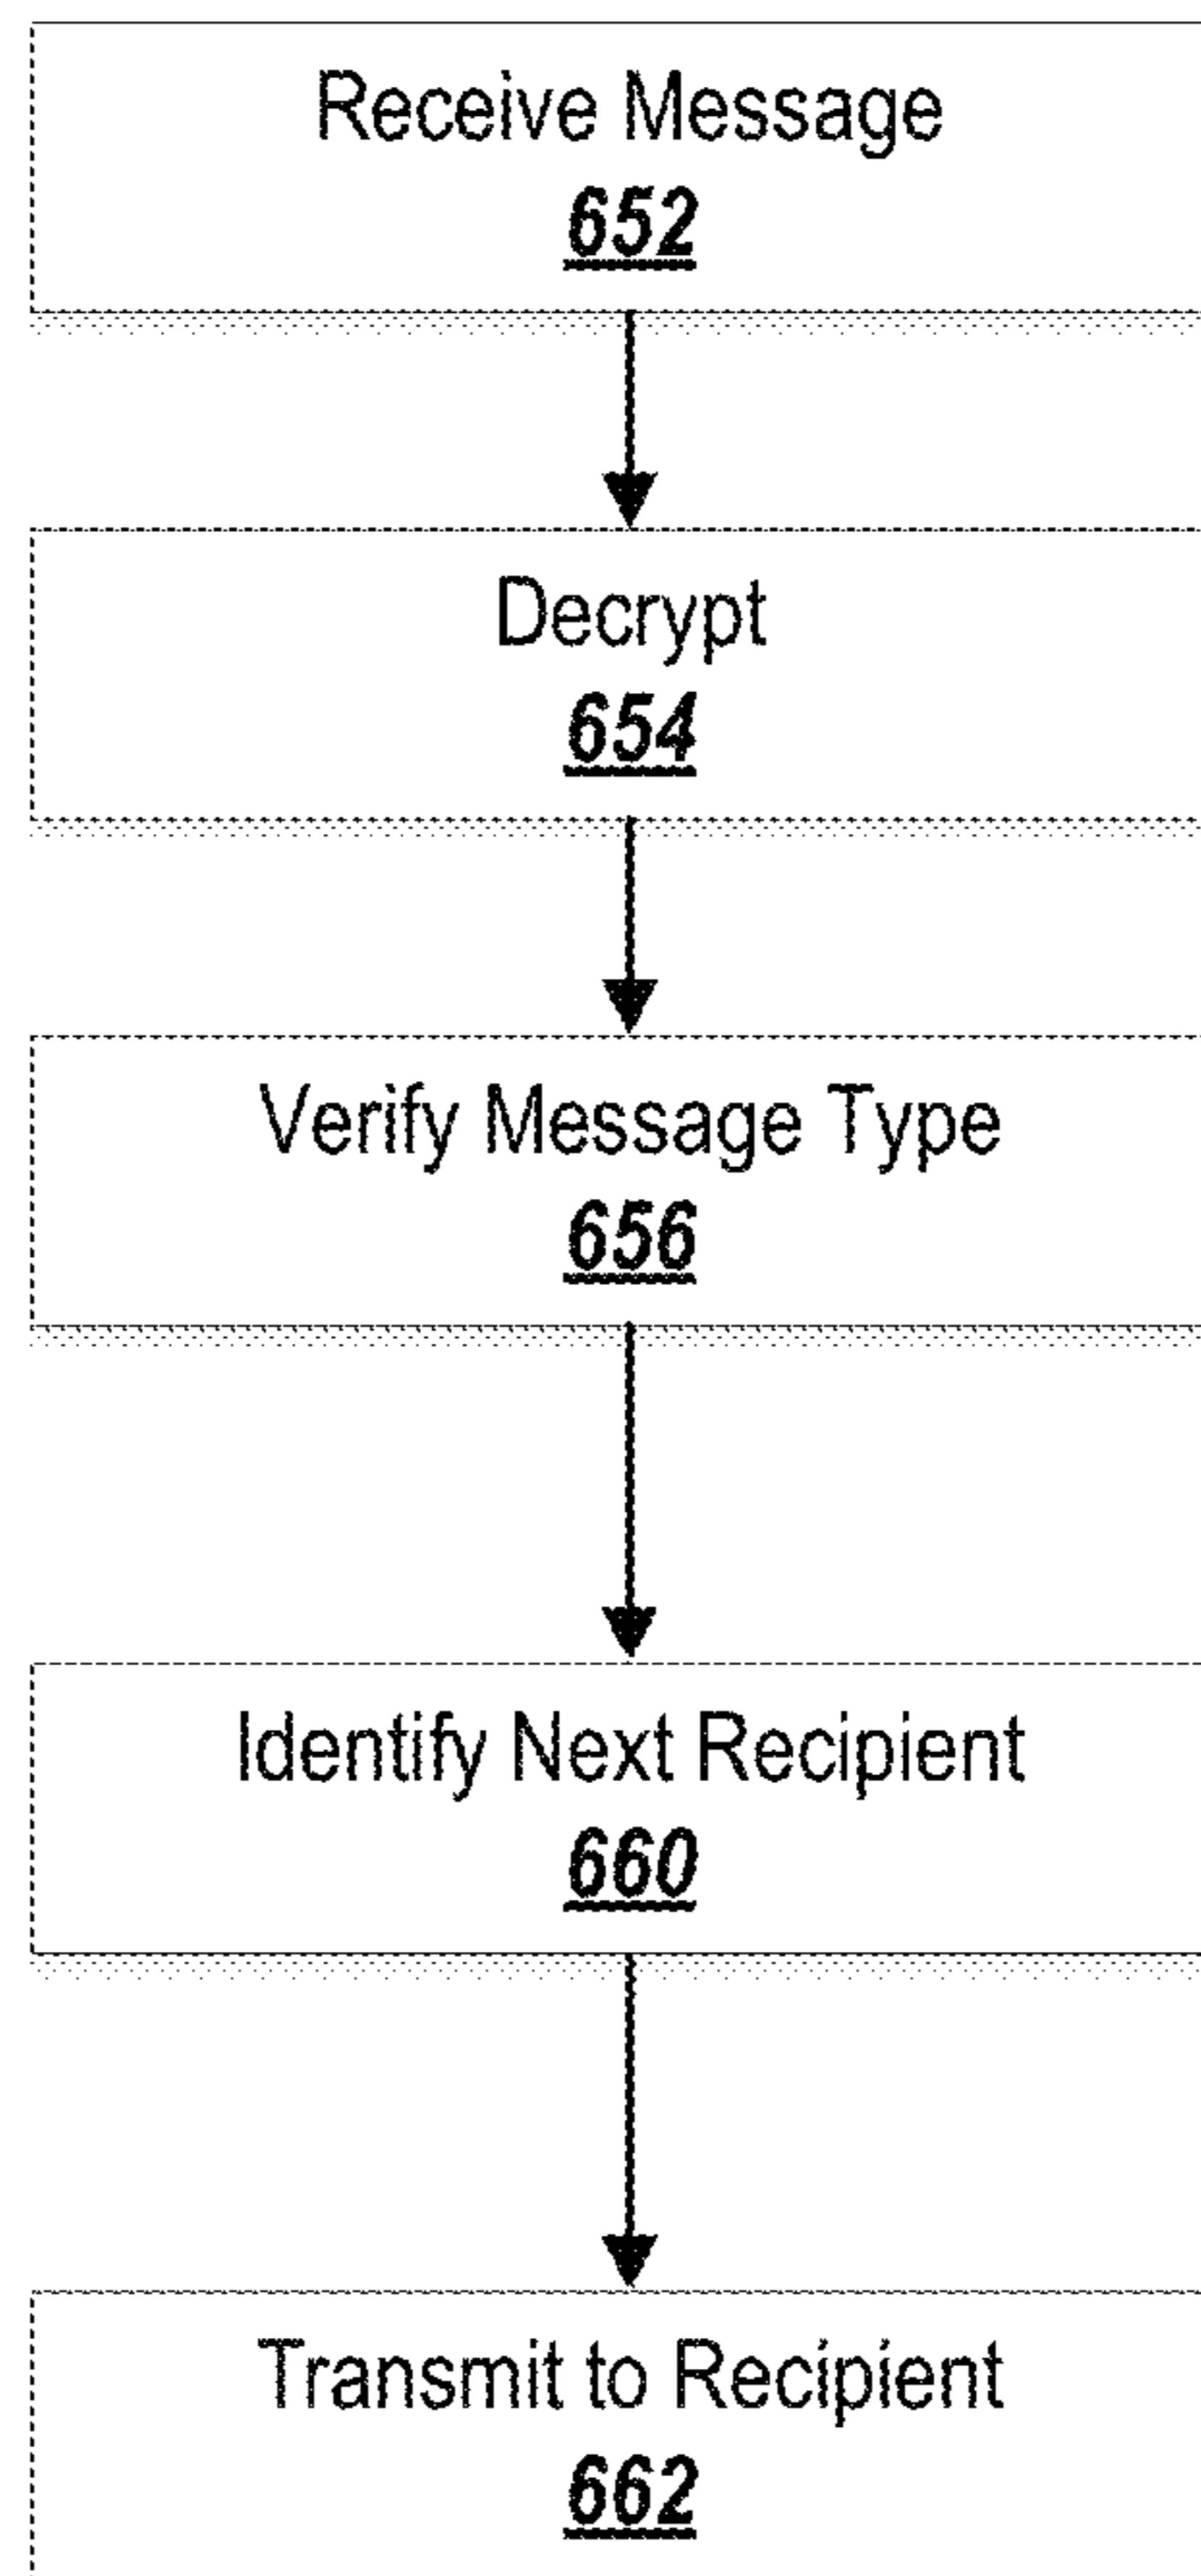 Receive Message
652
Decrypt
654
Verify Message Type
656
Identify Next Recipient
660
Transmit to Recipient
662